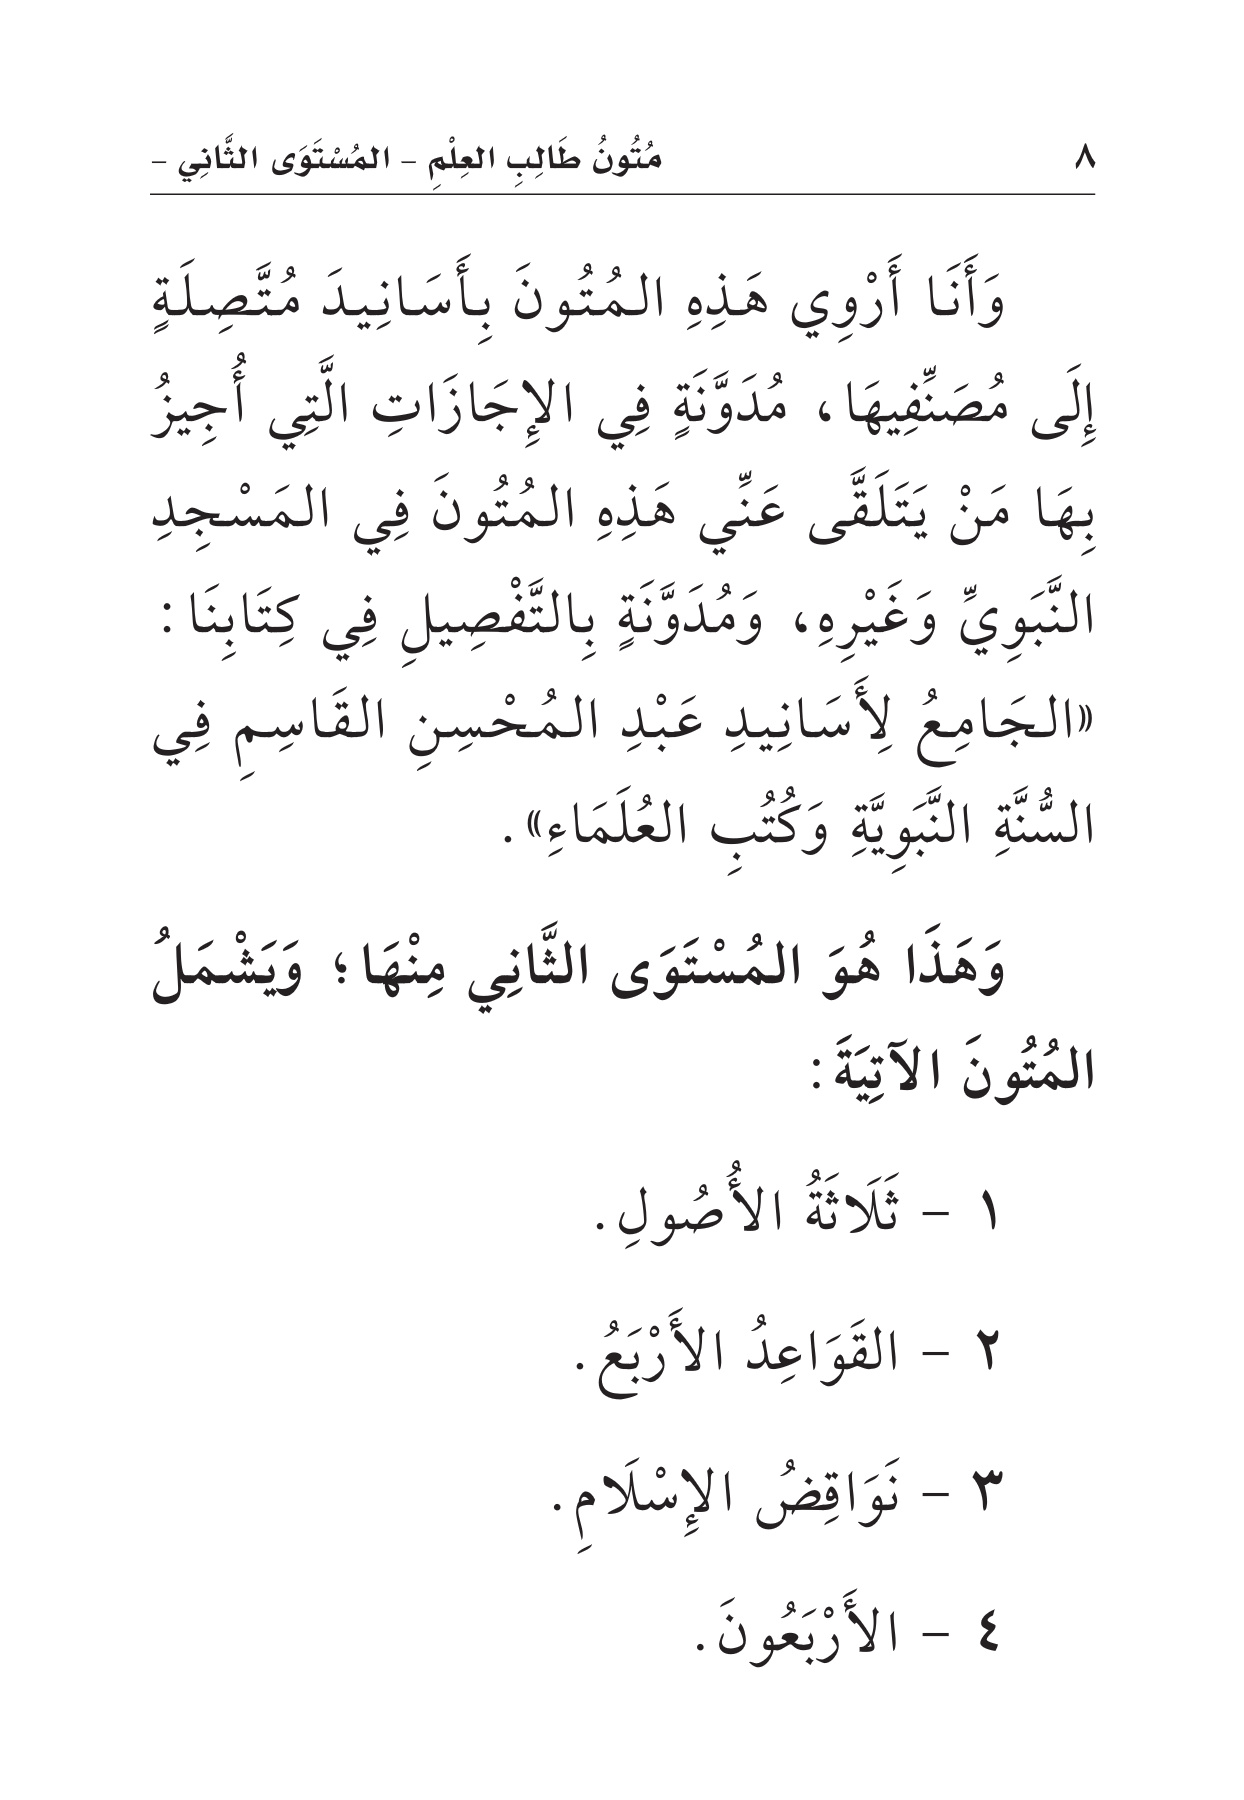 ٨ مُتُونُ طَالِبِ العِلْمِ – المُسْتَوَى الثَّانِي –
وَأَنَا أَرْوِي هَذِهِ المُتُونَ بِأَسَانِيدَ مُتَّصِلَةٍ
إِلَى مُصَنِّفِيهَا، مُدَوَّنَةٍ فِي الإِجَازَاتِ الَّتِي أُجِيزُ
بِهَا مَنْ يَتَلَقَّى عَنِّي هَذِهِ المُتُونَ فِي المَسْجِدِ
النَّبَوِيِّ وَغَيْرِهِ، وَمُدَوَّنَةٍ بِالتَّفْصِيلِ فِي كِتَابِنَا:
«الجَامِعُ لِأَسَانِيدِ عَبْدِ المُحْسِنِ القَاسِمِ فِي
السُّنَّةِ النَّبَوِيَّةِ وَكُتُبِ العُلَمَاءِ».
وَهَذَا هُوَ المُسْتَوَى الثَّانِي مِنْهَا؛ وَيَشْمَلُ
المُتُونَ الآتِيَةَ:
١ – ثَلَاثَةُ الأُصُولِ.
٢ – القَوَاعِدُ الأَرْبَعُ.
٣ – نَوَاقِضُ الإِسْلَامِ.
٤ – الأَرْبَعُونَ.